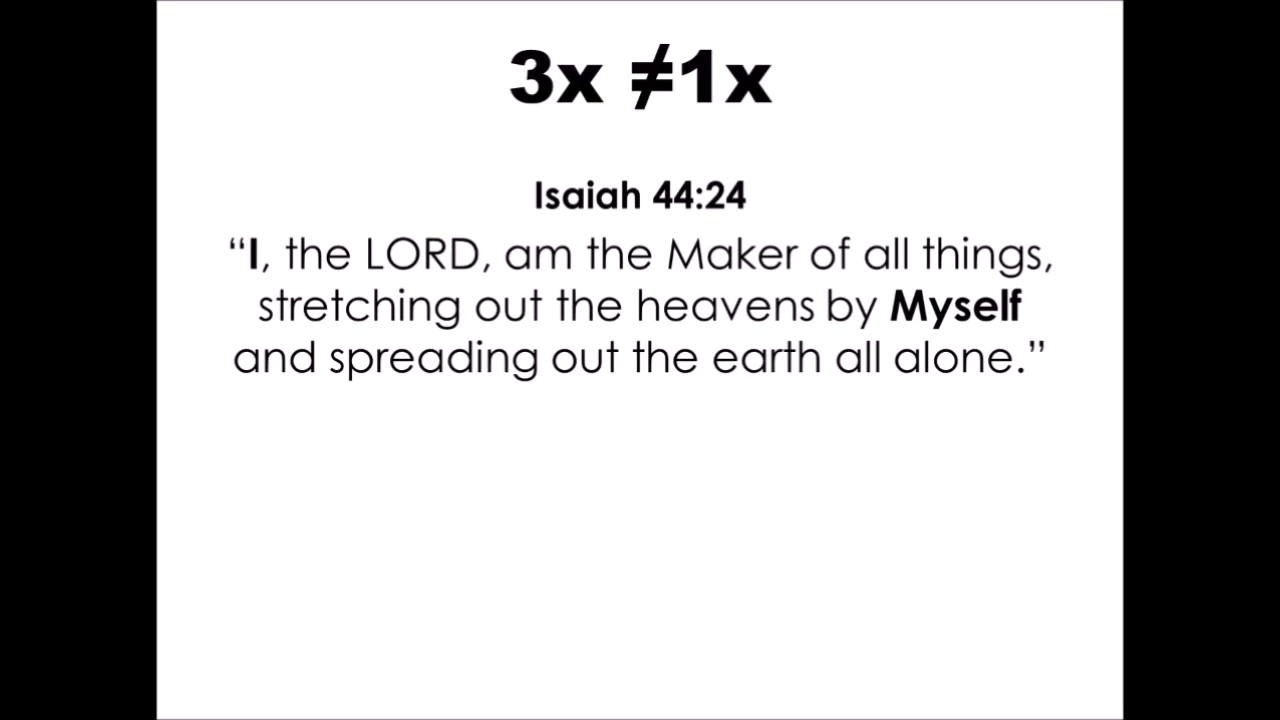 3x ≠1x
Isaiah 44:24
“I, the LORD, am the Maker of all things,
stretching out the heavens by Myself
and spreading out the earth all alone.”